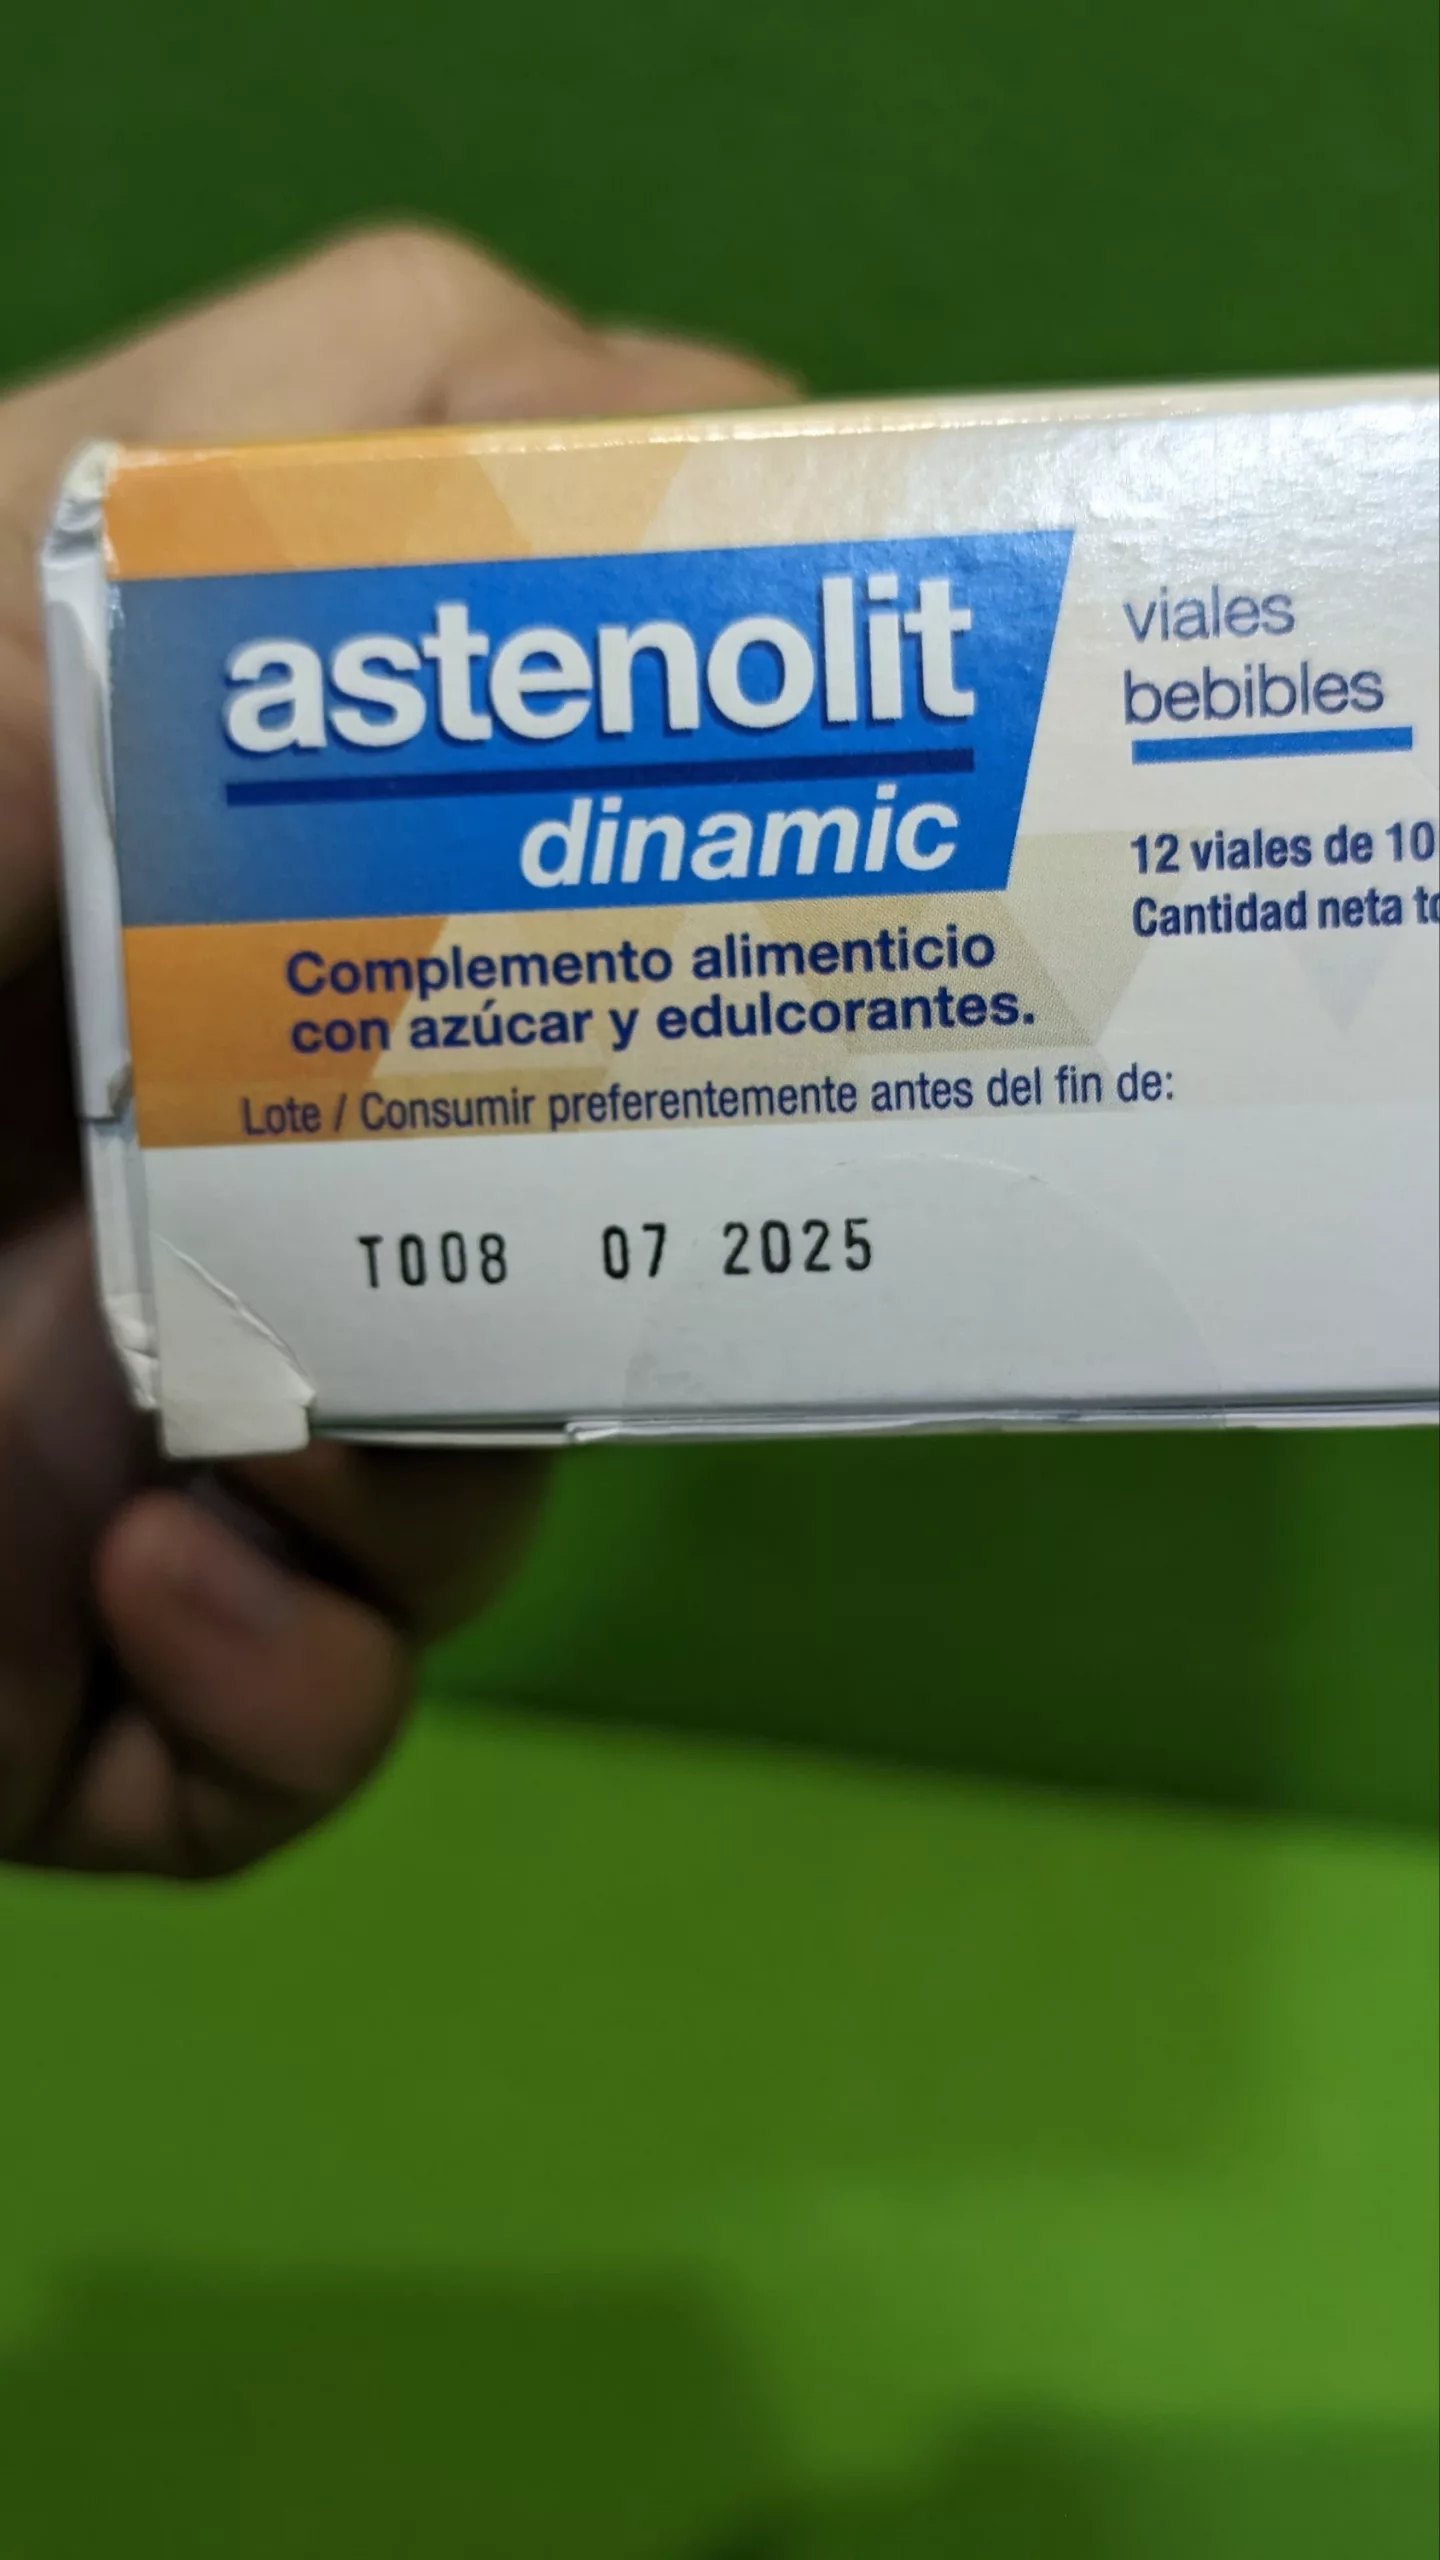 astenolit
dinamic
Complemento alimenticio
con azúcar y edulcorantes.
Lote / Consumir preferentemente antes del fin de:
T008 07 2025
viales
bebibles
12 viales de 10
Cantidad neta